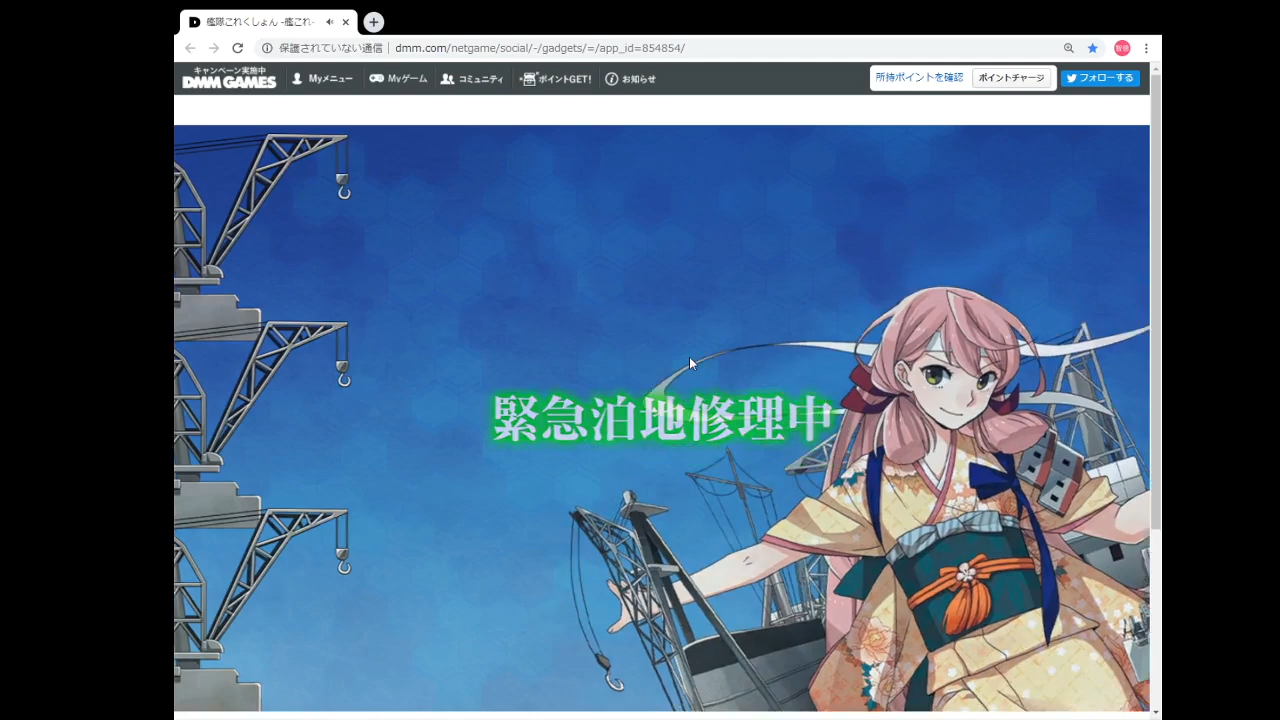 艦隊これくしょん -艦これ-
保護されていない通信 | dmm.com/netgame/social/-/gadgets/=/app_id=854854/
キャンペーン実施中
DMM GAMES
Myメニュー
Myゲーム
コミュニティ
ポイントGET!
お知らせ
所持ポイントを確認
ポイントチャージ
フォローする
緊急泊地修理中